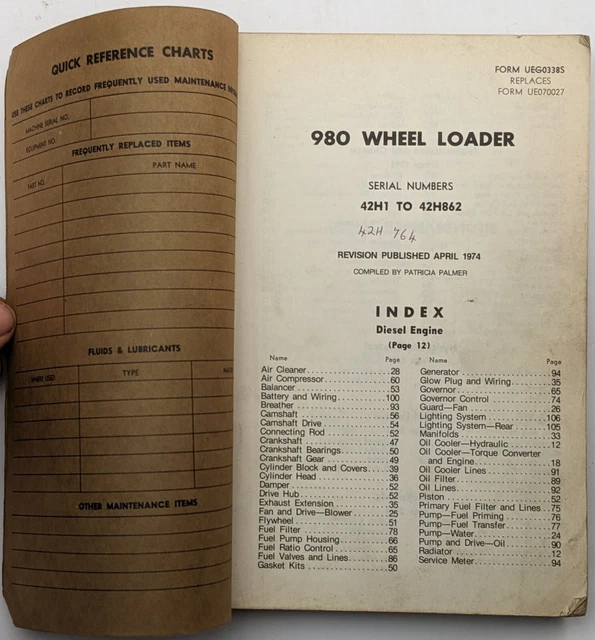 QUICK REFERENCE CHARTS
USE THESE CHARTS TO RECORD FREQUENTLY USED MAINTENANCE
MACHINE SERIAL NO.
EQUIPMENT NO.
FREQUENTLY REPLACED ITEMS
PART NO. PART NAME
FLUIDS & LUBRICANTS
WHERE USED TYPE
OTHER MAINTENANCE ITEMS
FORM UEG0338S
REPLACES
FORM UE070027
980 WHEEL LOADER
SERIAL NUMBERS
42H1 TO 42H862
42H 764
REVISION PUBLISHED APRIL 1974
COMPILED BY PATRICIA PALMER
INDEX
Diesel Engine
(Page 12)
Name Page
Air Cleaner 28
Air Compressor 60
Balancer 53
Battery and Wiring 100
Breather 93
Camshaft 56
Camshaft Drive 54
Connecting Rod 52
Crankshaft 47
Crankshaft Bearings 50
Crankshaft Gear 49
Cylinder Block and Covers 39
Cylinder Head 36
Damper 52
Drive Hub 52
Exhaust Extension 35
Fan and Drive—Blower 25
Flywheel 51
Fuel Filter 78
Fuel Pump Housing 66
Fuel Ratio Control 65
Fuel Valves and Lines 86
Gasket Kits 50
Name Page
Generator 94
Glow Plug and Wiring 35
Governor 65
Governor Control 74
Guard—Fan 26
Lighting System 106
Lighting System—Rear 105
Manifolds 33
Oil Cooler—Hydraulic 12
Oil Cooler—Torque Converter
and Engine 18
Oil Cooler Lines 91
Oil Filter 89
Oil Lines 92
Piston 52
Primary Fuel Filter and Lines 75
Pump—Fuel Priming 76
Pump—Fuel Transfer 77
Pump—Water 24
Pump and Drive—Oil 90
Radiator 12
Service Meter 94